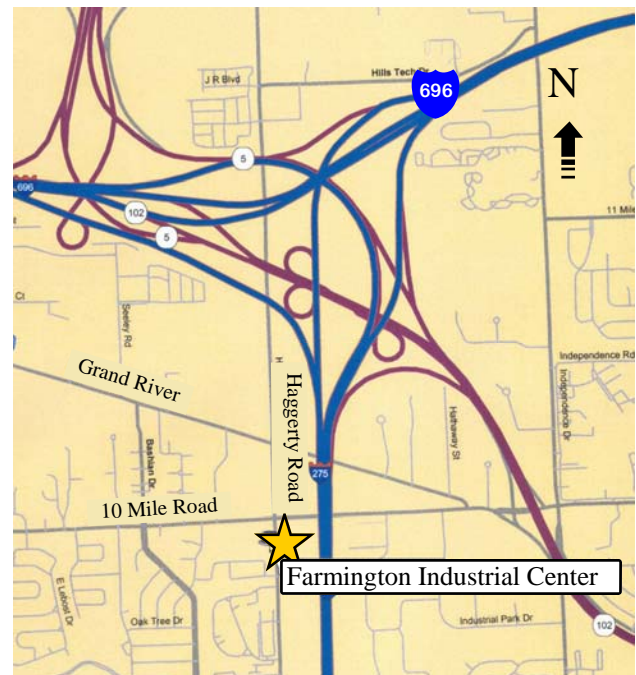 Hills Tech Dr
J R Blvd
696
N
5
696
102
5
11 Mile
Ct
Seeley Rd
H
Independence Rd
Grand River
Haggerty Road
Independence Dr
Hathaway St
Bashian Dr
275
10 Mile Road
Farmington Industrial Center
E Lebost Dr
Oak Tree Dr
Industrial Park Dr
102